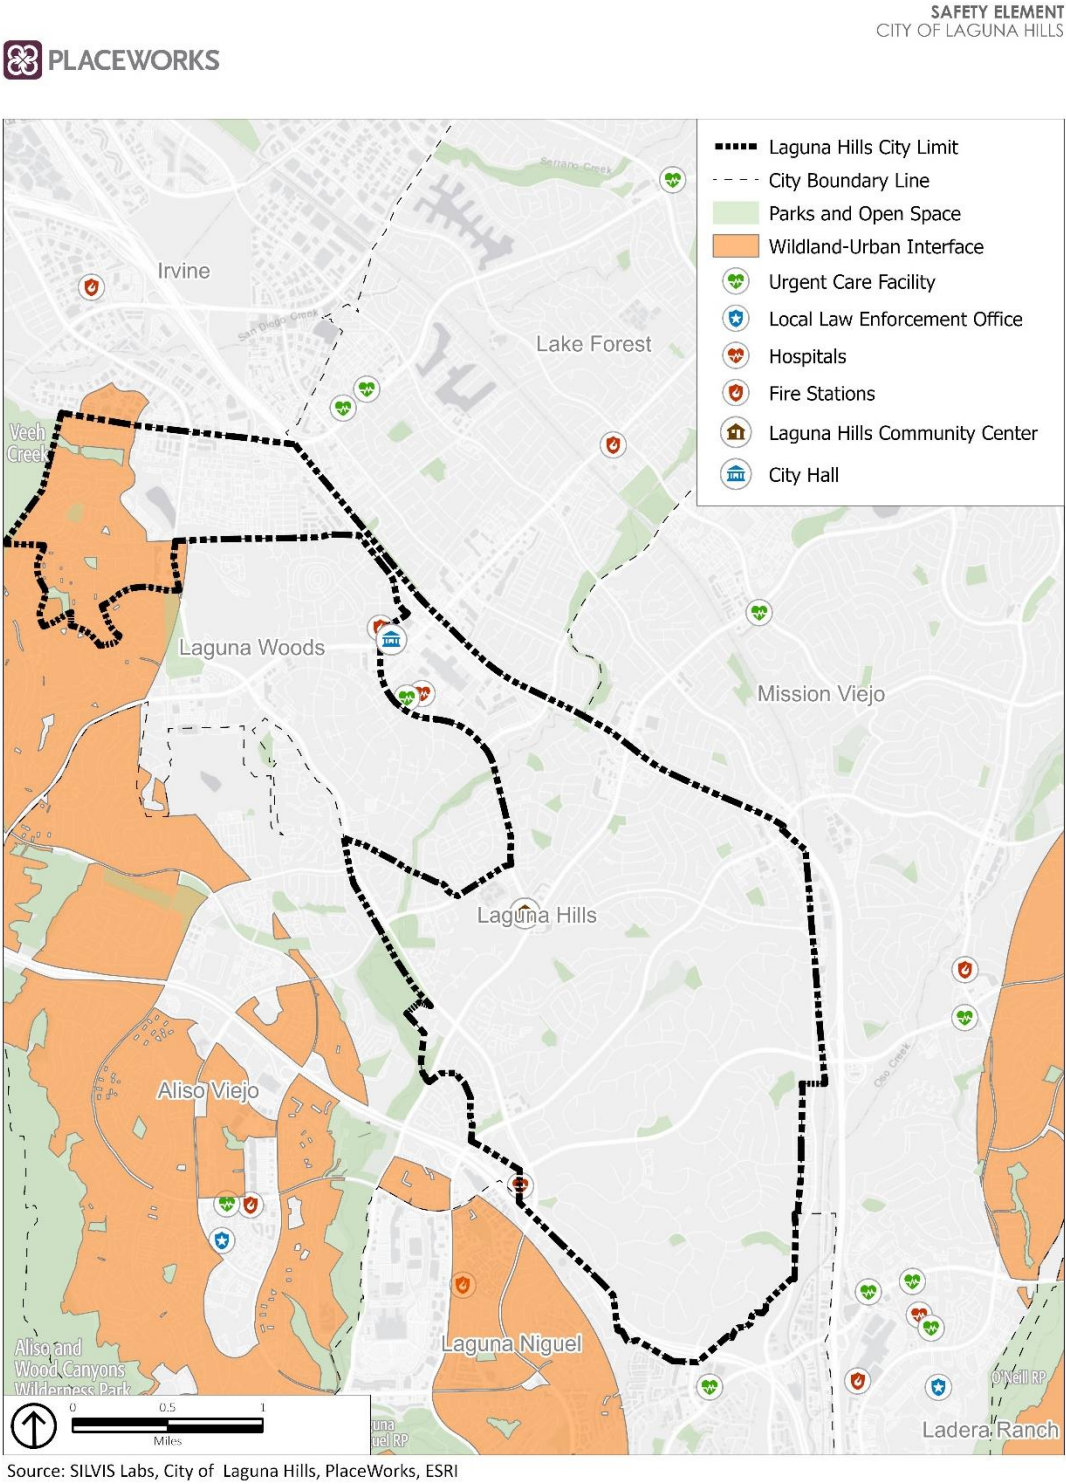 SAFETY ELEMENT
CITY OF LAGUNA HILLS
PLACEWORKS
Laguna Hills City Limit
City Boundary Line
Parks and Open Space
Wildland-Urban Interface
Urgent Care Facility
Local Law Enforcement Office
Hospitals
Fire Stations
Laguna Hills Community Center
City Hall
Serrano Creek
Irvine
San Diego Creek
Lake Forest
Veeh
Creek
Laguna Woods
Mission Viejo
Laguna Hills
Oso Creek
Aliso Viejo
Laguna Niguel
Aliso and
Wood Canyons
Wilderness Park
O'Neill RP
Ladera Ranch
una
uel RP
0 0.5 1
Miles
Source: SILVIS Labs, City of Laguna Hills, PlaceWorks, ESRI